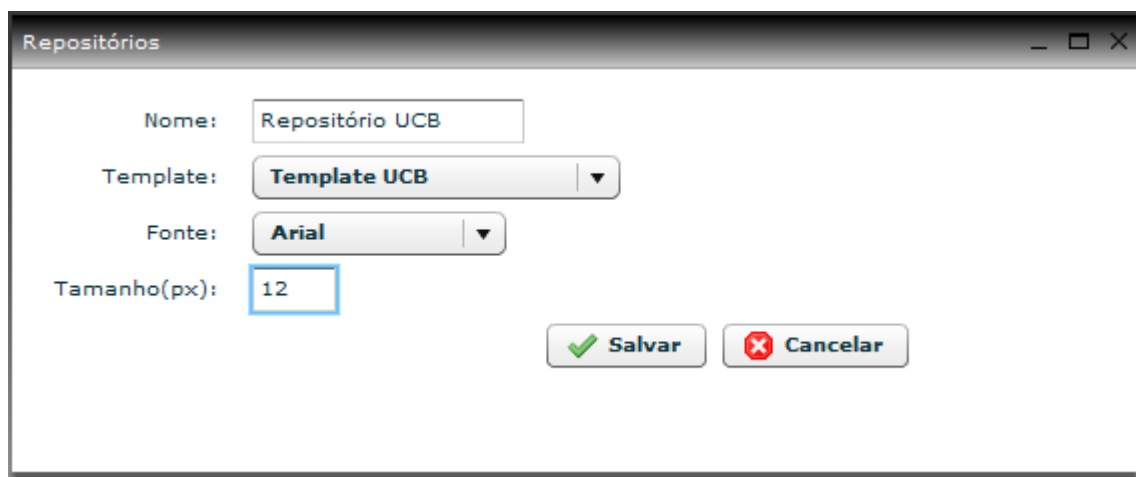 Repositórios
Nome: Repositório UCB
Template: Template UCB
Fonte: Arial
Tamanho(px): 12
Salvar Cancelar